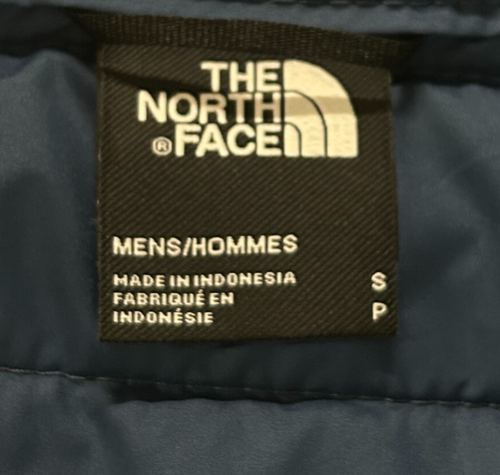 THE
NORTH
® FACE
MENS/HOMMES
MADE IN INDONESIA S
FABRIQUÉ EN
INDONÉSIE P